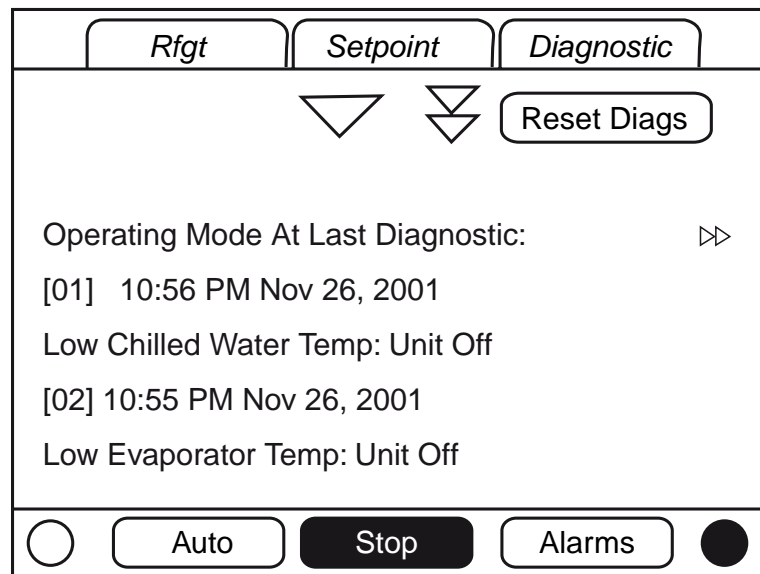 Rfgt Setpoint Diagnostic
Reset Diags
Operating Mode At Last Diagnostic:
[01] 10:56 PM Nov 26, 2001
Low Chilled Water Temp: Unit Off
[02] 10:55 PM Nov 26, 2001
Low Evaporator Temp: Unit Off
Auto Stop Alarms